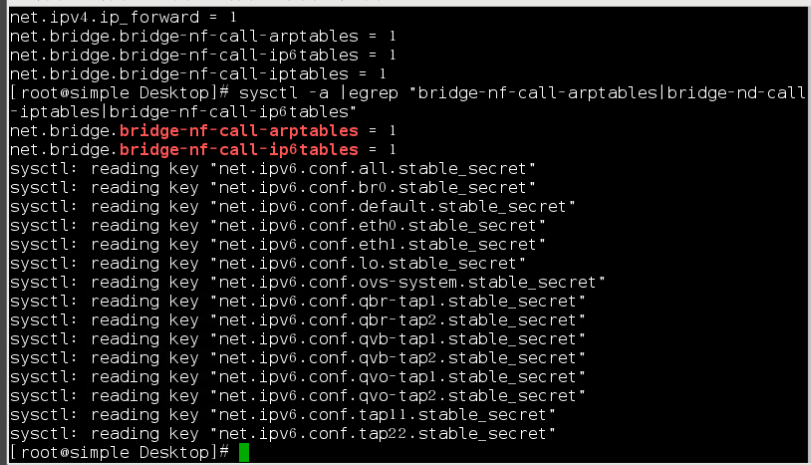 net.ipv4.ip_forward = 1
net.bridge.bridge-nf-call-arptables = 1
net.bridge.bridge-nf-call-ip6tables = 1
net.bridge.bridge-nf-call-iptables = 1
[root@simple Desktop]# sysctl -a |egrep "bridge-nf-call-arptables|bridge-nd-call
-iptables|bridge-nf-call-ip6tables"
net.bridge.bridge-nf-call-arptables = 1
net.bridge.bridge-nf-call-ip6tables = 1
sysctl: reading key "net.ipv6.conf.all.stable_secret"
sysctl: reading key "net.ipv6.conf.br0.stable_secret"
sysctl: reading key "net.ipv6.conf.default.stable_secret"
sysctl: reading key "net.ipv6.conf.eth0.stable_secret"
sysctl: reading key "net.ipv6.conf.eth1.stable_secret"
sysctl: reading key "net.ipv6.conf.lo.stable_secret"
sysctl: reading key "net.ipv6.conf.ovs-system.stable_secret"
sysctl: reading key "net.ipv6.conf.qbr-tap1.stable_secret"
sysctl: reading key "net.ipv6.conf.qbr-tap2.stable_secret"
sysctl: reading key "net.ipv6.conf.qvb-tap1.stable_secret"
sysctl: reading key "net.ipv6.conf.qvb-tap2.stable_secret"
sysctl: reading key "net.ipv6.conf.qvo-tap1.stable_secret"
sysctl: reading key "net.ipv6.conf.qvo-tap2.stable_secret"
sysctl: reading key "net.ipv6.conf.tap11.stable_secret"
sysctl: reading key "net.ipv6.conf.tap22.stable_secret"
[root@simple Desktop]#